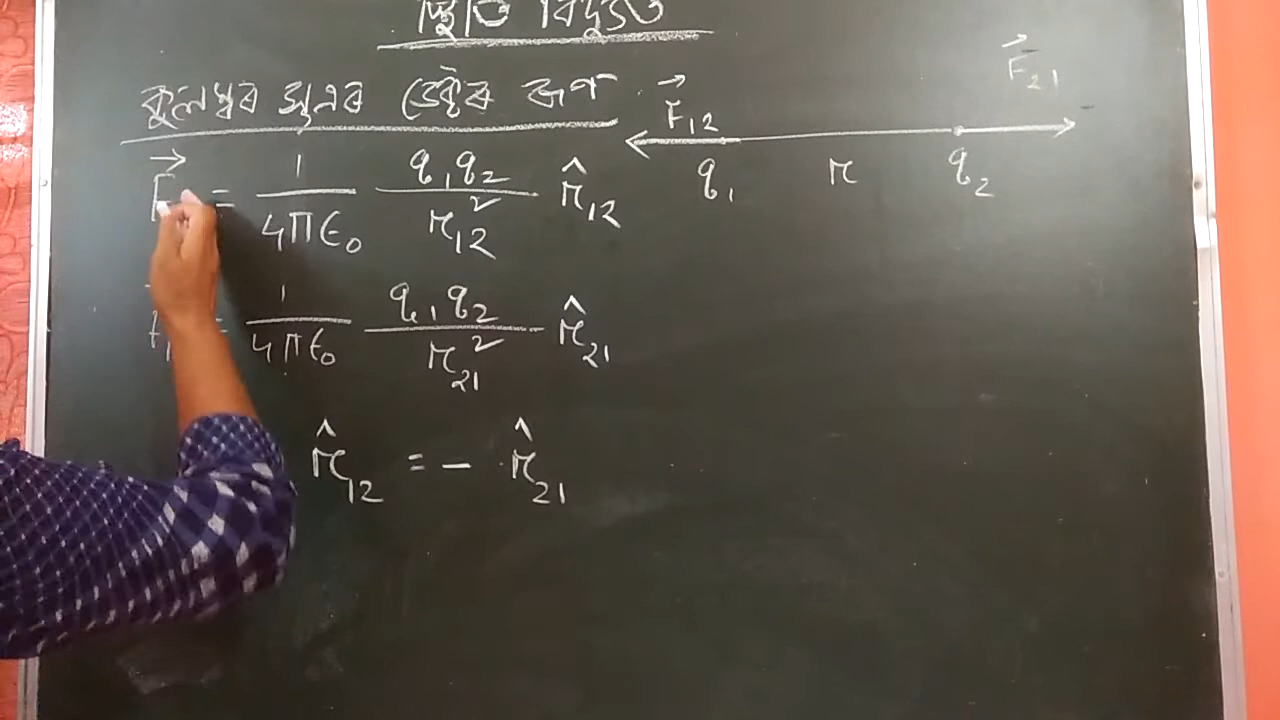 স্থিতি বিদ্যুত
কুলম্বৰ সূত্ৰৰ ভেক্টৰ ৰূপ
F⃗₁₂ F⃗₂₁
q₁ r q₂
F⃗ = 1/4πϵ₀ q₁q₂/r₁₂² r̂₁₂
= 1/4πϵ₀ q₁q₂/r₂₁² r̂₂₁
r̂₁₂ = − r̂₂₁